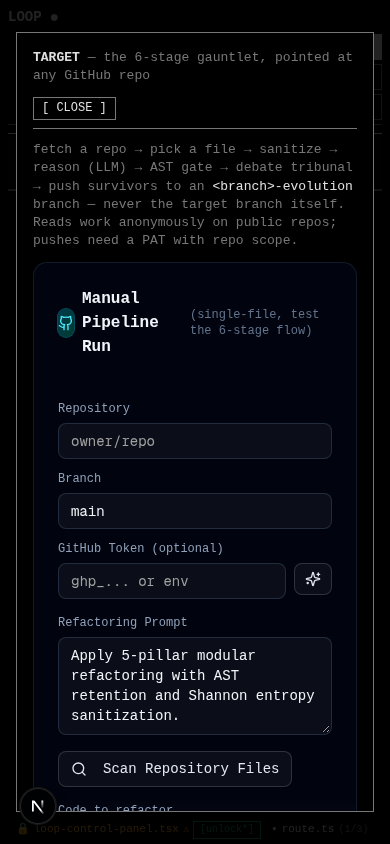 LOOP ●
TARGET — the 6-stage gauntlet, pointed at
any GitHub repo
[ CLOSE ]
fetch a repo → pick a file → sanitize →
reason (LLM) → AST gate → debate tribunal
→ push survivors to an <branch>-evolution
branch — never the target branch itself.
Reads work anonymously on public repos;
pushes need a PAT with repo scope.
Manual
Pipeline
Run
(single-file, test
the 6-stage flow)
Repository
owner/repo
Branch
main
GitHub Token (optional)
ghp_... or env
Refactoring Prompt
Apply 5-pillar modular
refactoring with AST
retention and Shannon entropy
sanitization.
Scan Repository Files
Code to refactor
N
loop-control-panel.tsx ⚠ [unlock*] • route.ts (1/3)